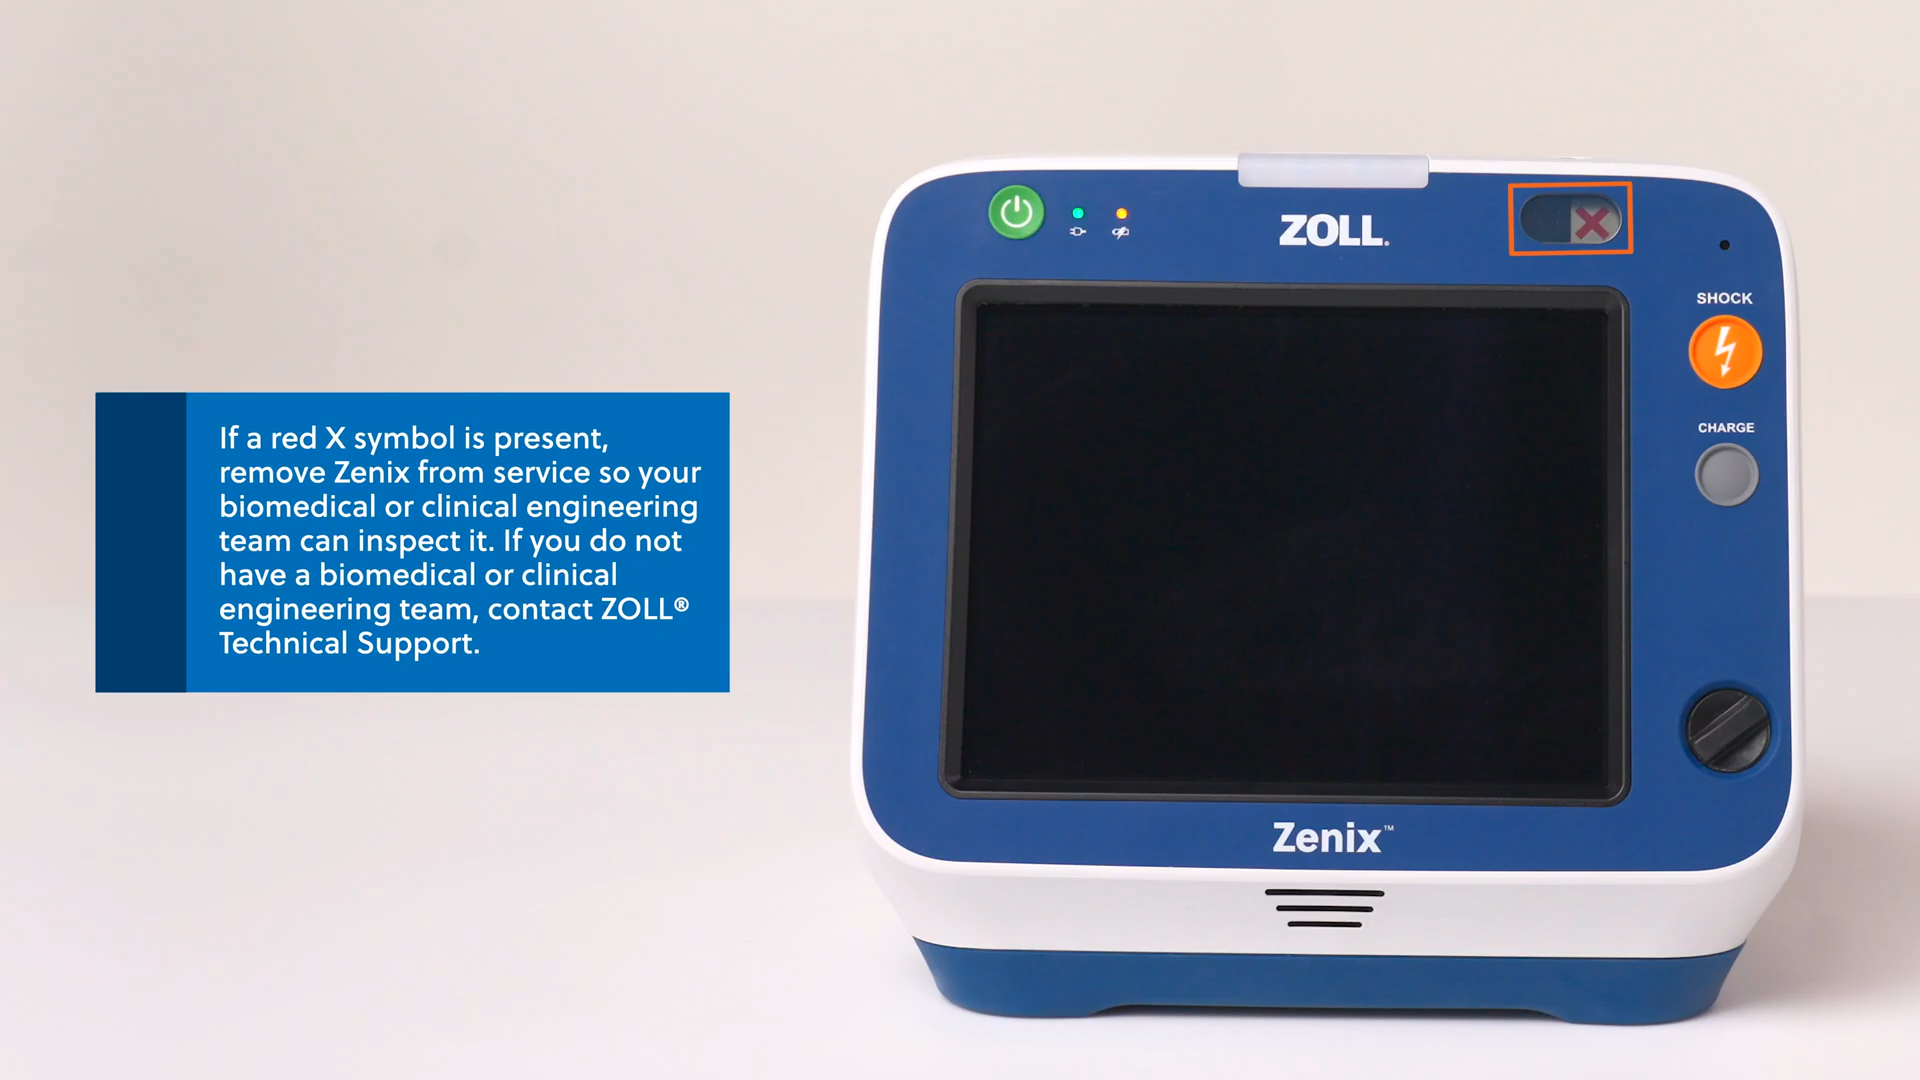 If a red X symbol is present,
remove Zenix from service so your
biomedical or clinical engineering
team can inspect it. If you do not
have a biomedical or clinical
engineering team, contact ZOLL®
Technical Support.
ZOLL.
SHOCK
CHARGE
Zenix™